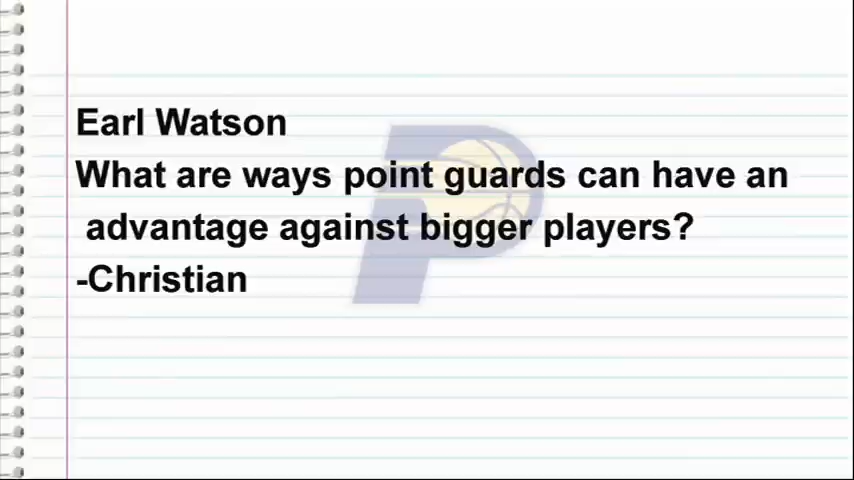 Earl Watson
What are ways point guards can have an
advantage against bigger players?
-Christian